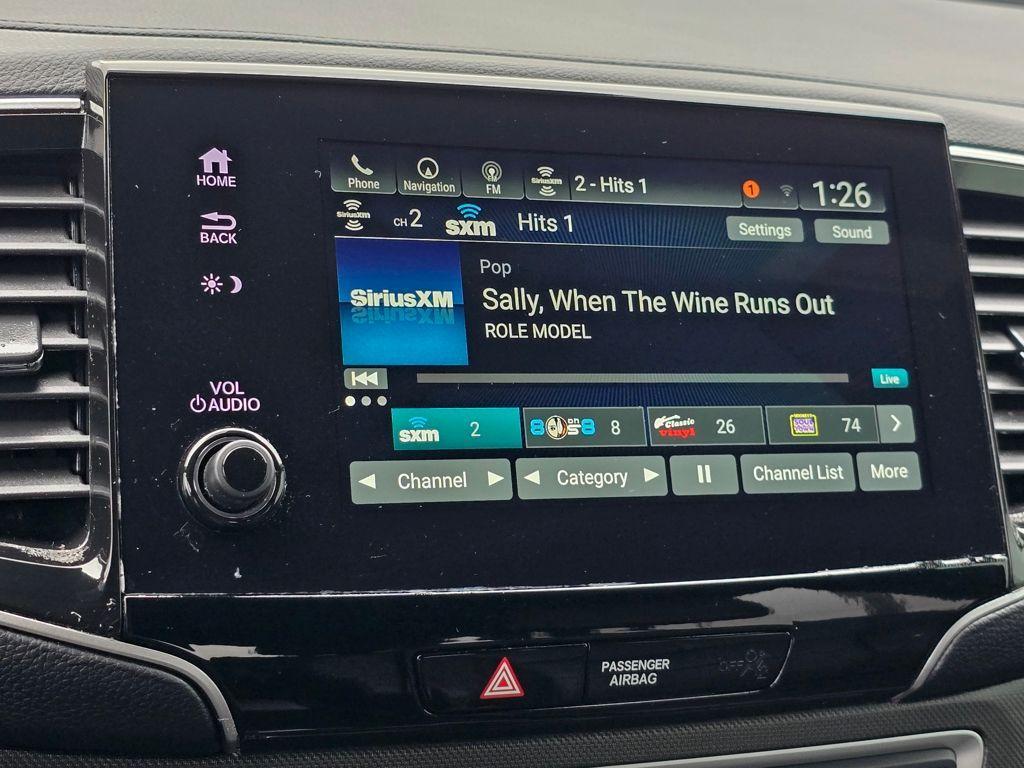 HOME
BACK
VOL
AUDIO
Phone
Navigation
FM
SiriusXM
2 - Hits 1
1
1:26
SiriusXM
CH 2
sxm
Hits 1
Settings
Sound
SiriusXM
Pop
Sally, When The Wine Runs Out
ROLE MODEL
Live
sxm 2
80s on 8 8
Classic Vinyl 26
74
Channel
Category
Channel List
More
PASSENGER
AIRBAG
OFF